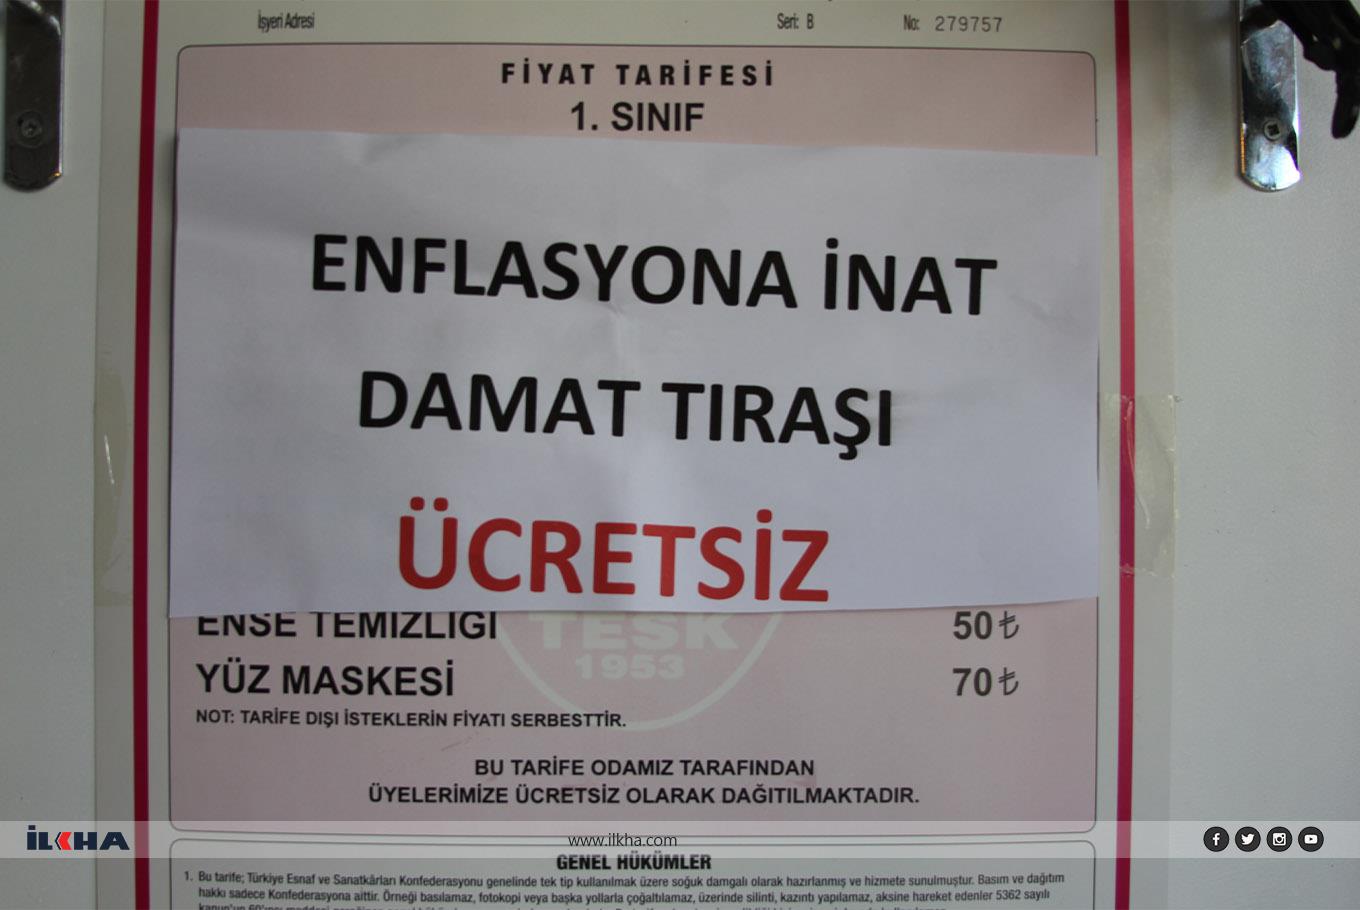 İşyeri Adresi Seri: B No: 279757
FİYAT TARİFESİ
1. SINIF
ENFLASYONA İNAT
DAMAT TIRAŞI
ÜCRETSİZ
ENSE TEMİZLİĞİ 50₺
TESK
1953
YÜZ MASKESİ 70₺
NOT: TARİFE DIŞI İSTEKLERİN FİYATI SERBESTTİR.
BU TARİFE ODAMIZ TARAFINDAN
ÜYELERİMİZE ÜCRETSİZ OLARAK DAĞITILMAKTADIR.
İLKHA www.ilkha.com
GENEL HÜKÜMLER
1. Bu tarife; Türkiye Esnaf ve Sanatkârları Konfederasyonu genelinde tek tip kullanılmak üzere soğuk damgalı olarak hazırlanmış ve hizmete sunulmuştur. Basım ve dağıtım
hakkı sadece Konfederasyona aittir. Örneği basılamaz, fotokopi veya başka yollarla çoğaltılamaz, üzerinde silinti, kazıntı yapılamaz, aksine hareket edenler 5362 sayılı